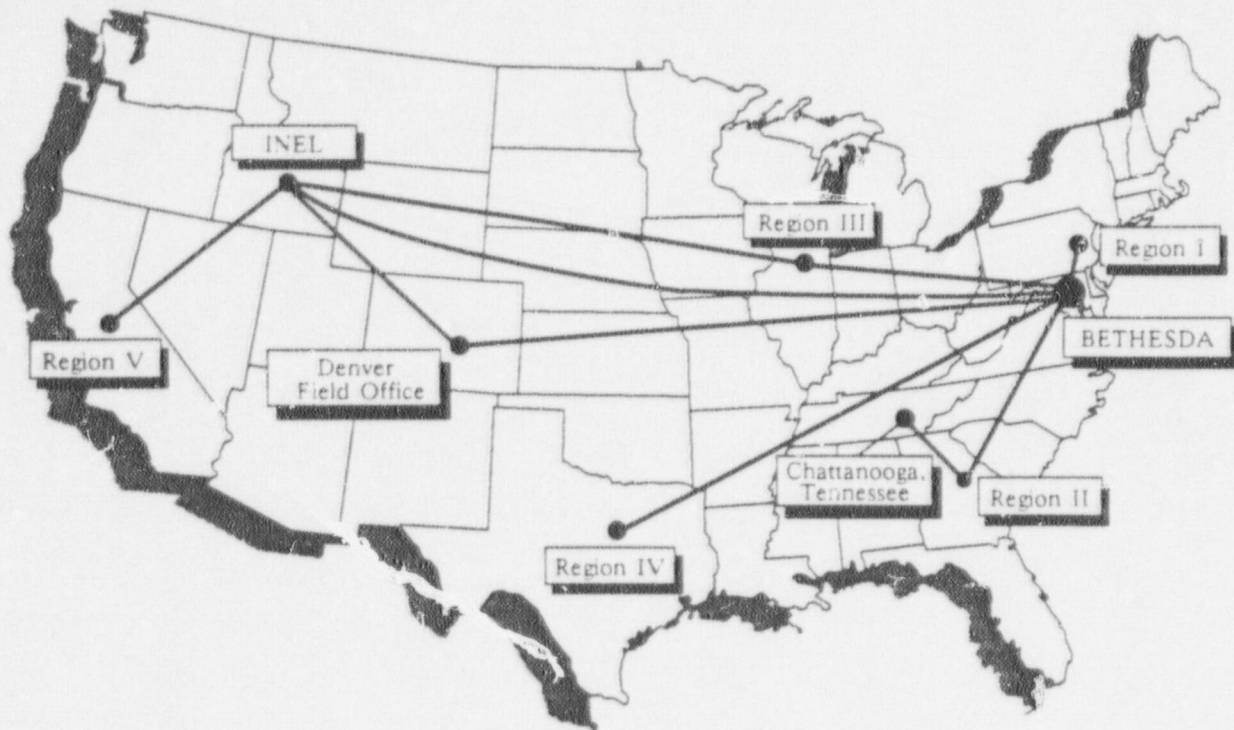 INEL
Region III
Region I
BETHESDA
Region V
Denver
Field Office
Chattanooga,
Tennessee
Region II
Region IV